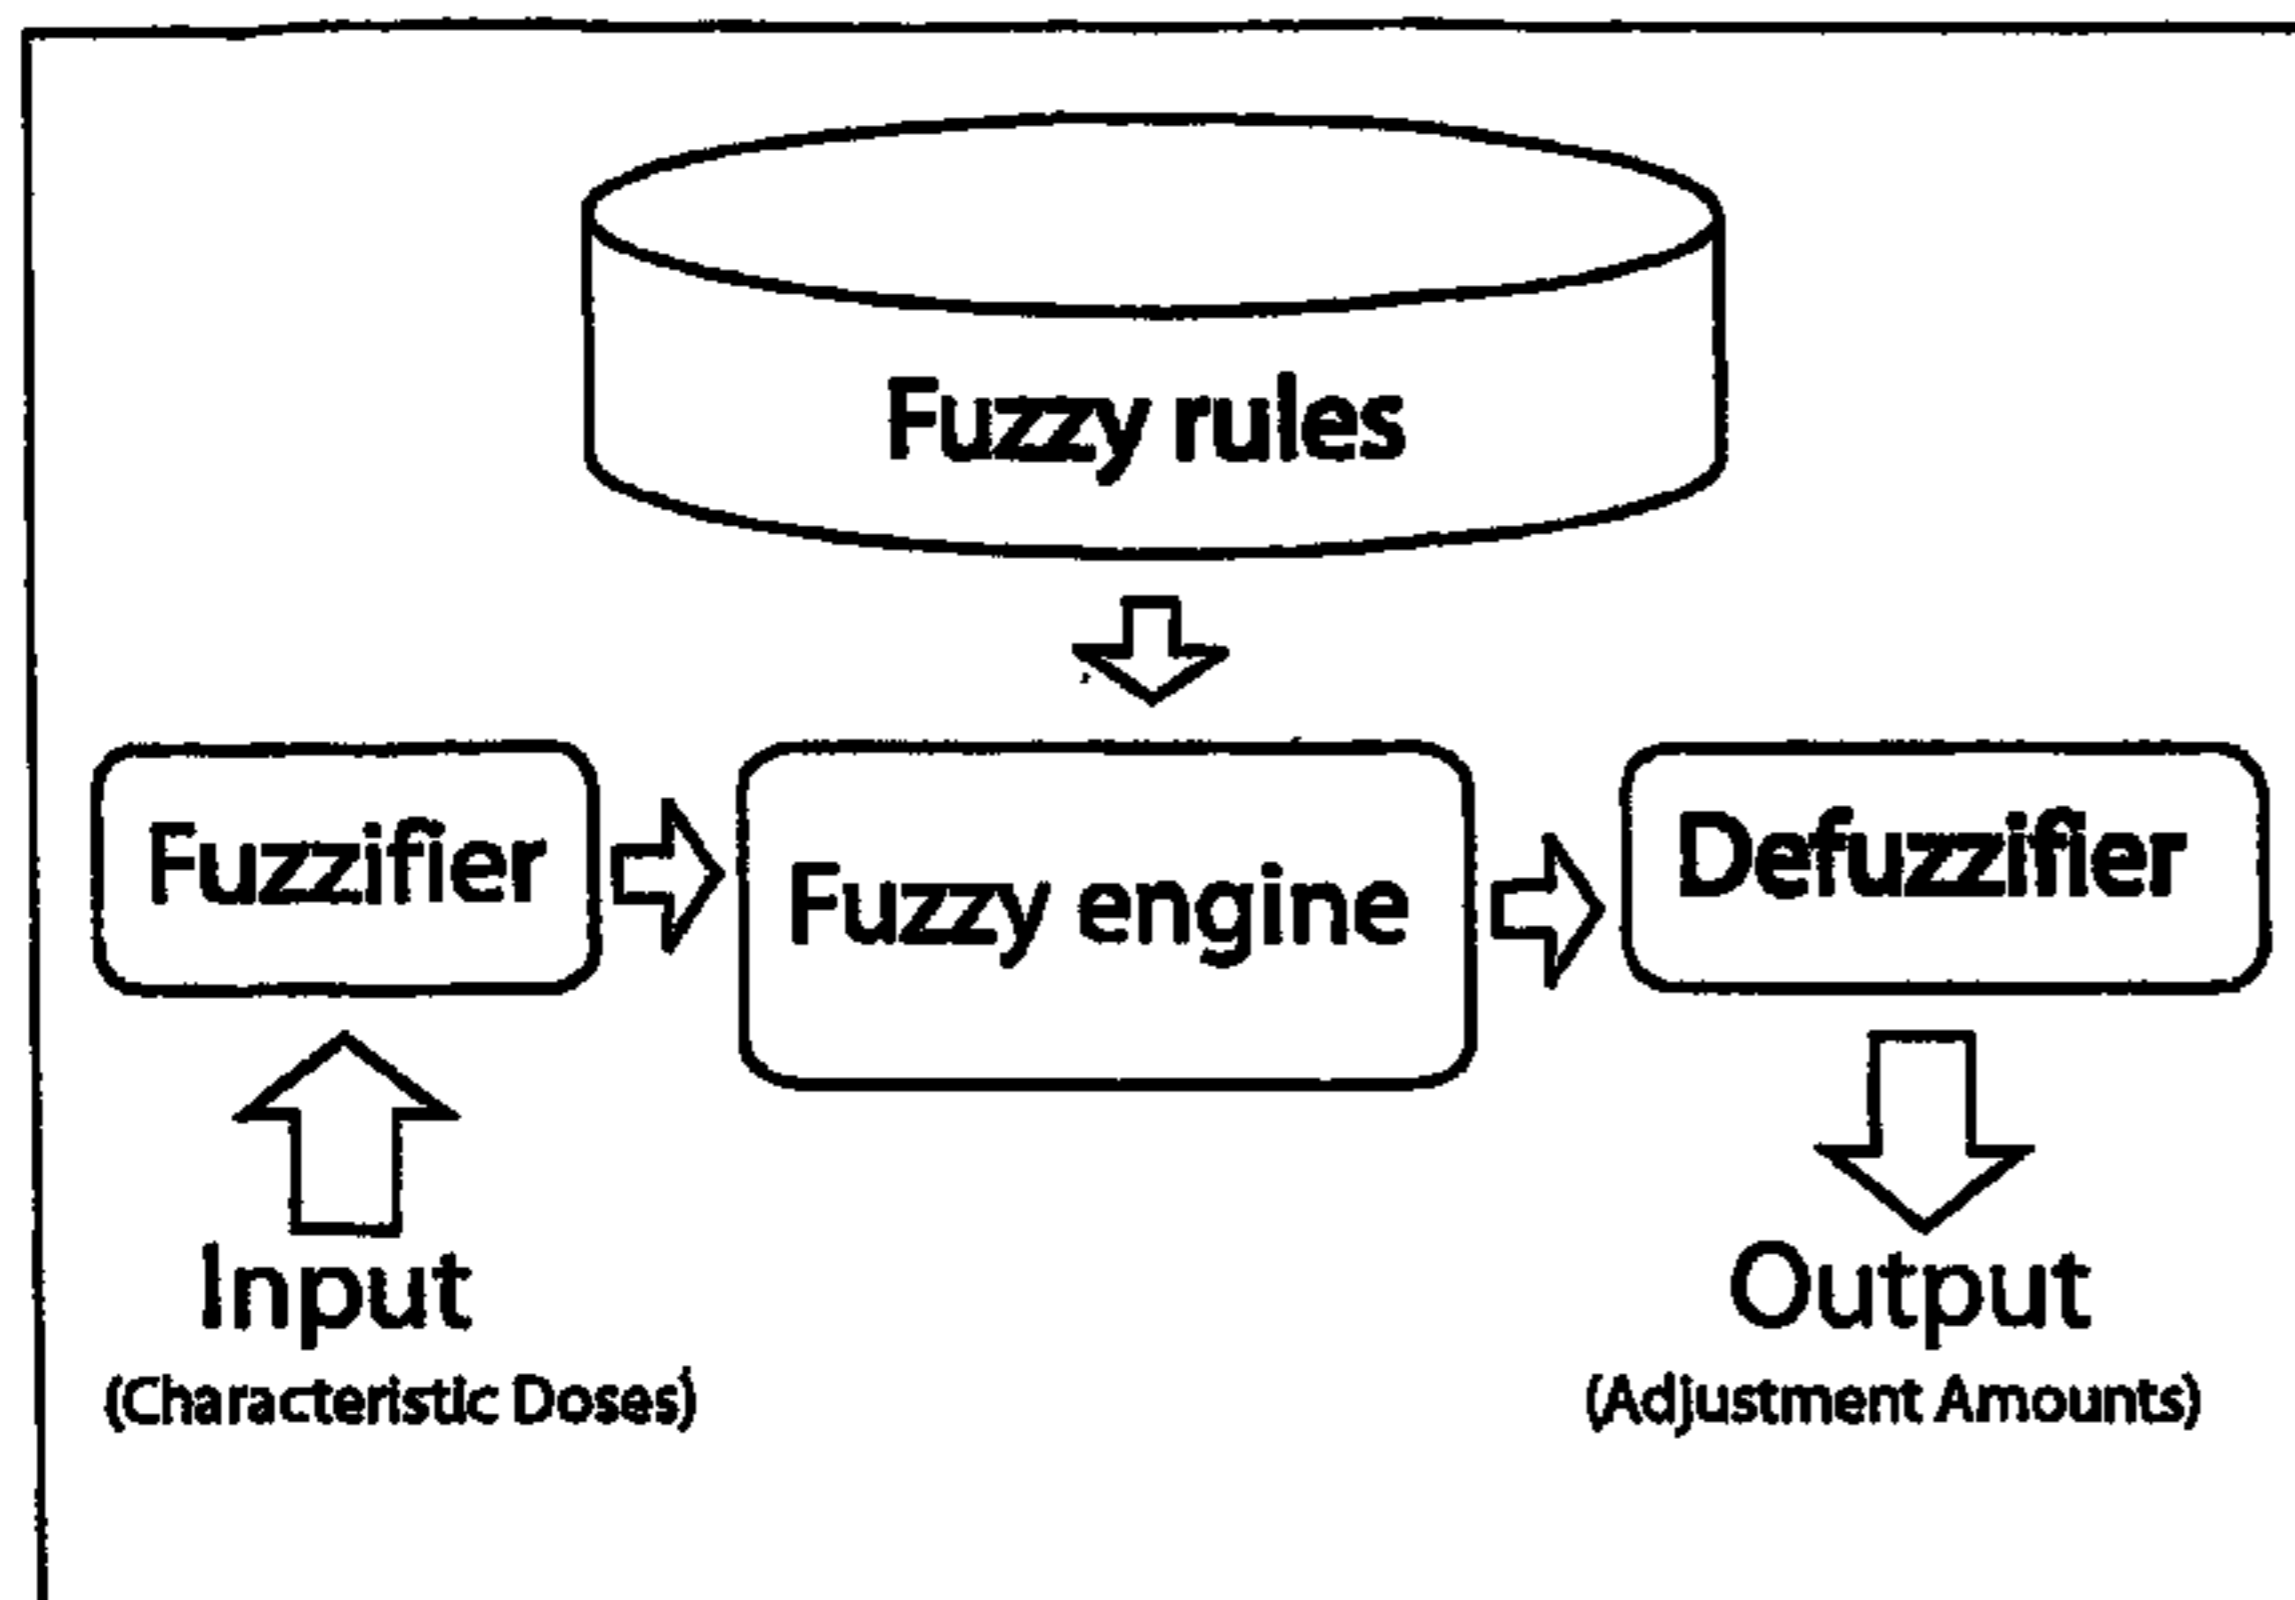 Fuzzy rules
Fuzzifier
Fuzzy engine
Defuzzifier
Input
(Characteristic Doses)
Output
(Adjustment Amounts)